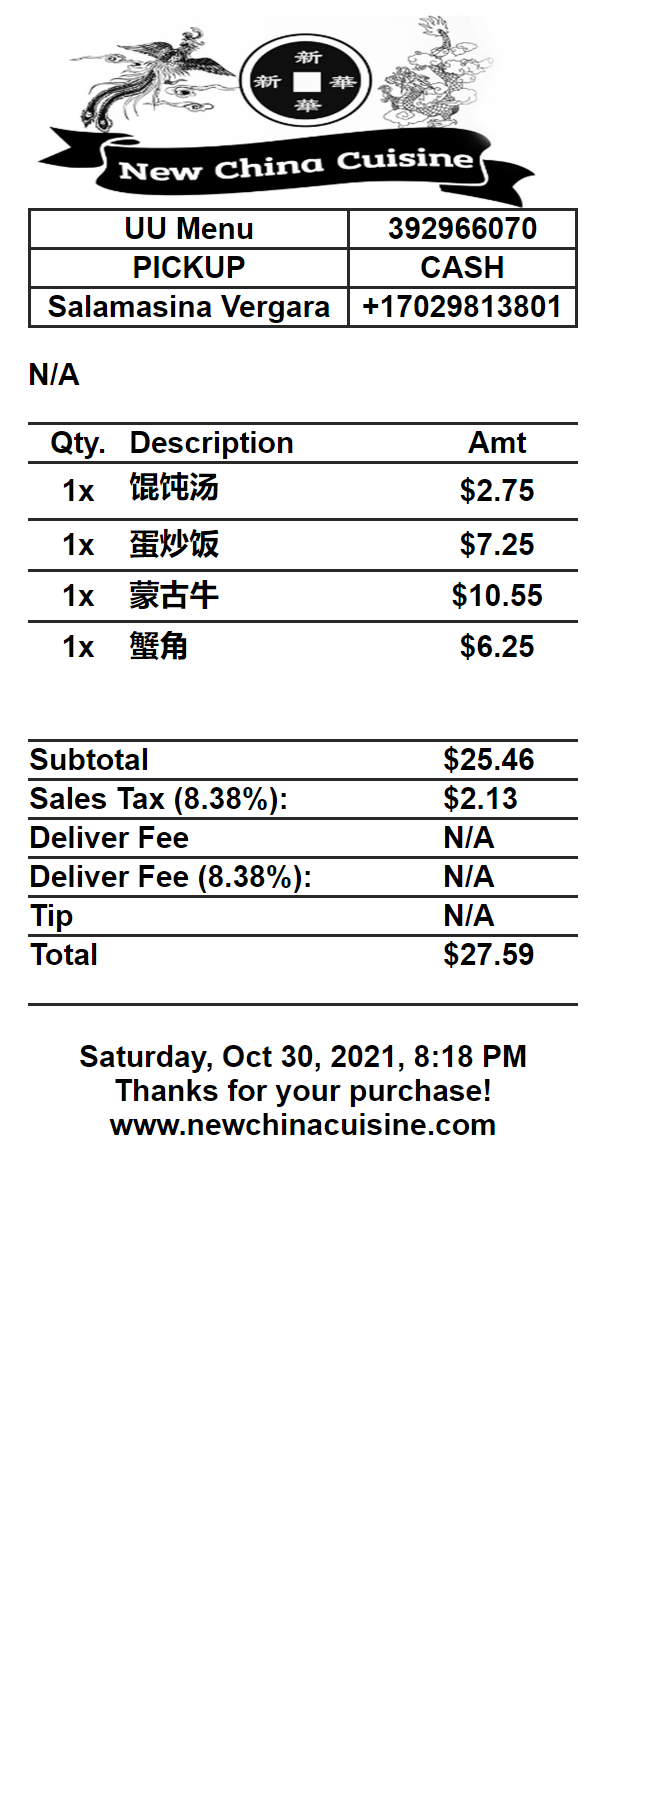 新
新 華
華
New China Cuisine
UU Menu 392966070
PICKUP CASH
Salamasina Vergara +17029813801
N/A
Qty. Description Amt
1x 馄饨汤 $2.75
1x 蛋炒饭 $7.25
1x 蒙古牛 $10.55
1x 蟹角 $6.25
Subtotal $25.46
Sales Tax (8.38%): $2.13
Deliver Fee N/A
Deliver Fee (8.38%): N/A
Tip N/A
Total $27.59
Saturday, Oct 30, 2021, 8:18 PM
Thanks for your purchase!
www.newchinacuisine.com